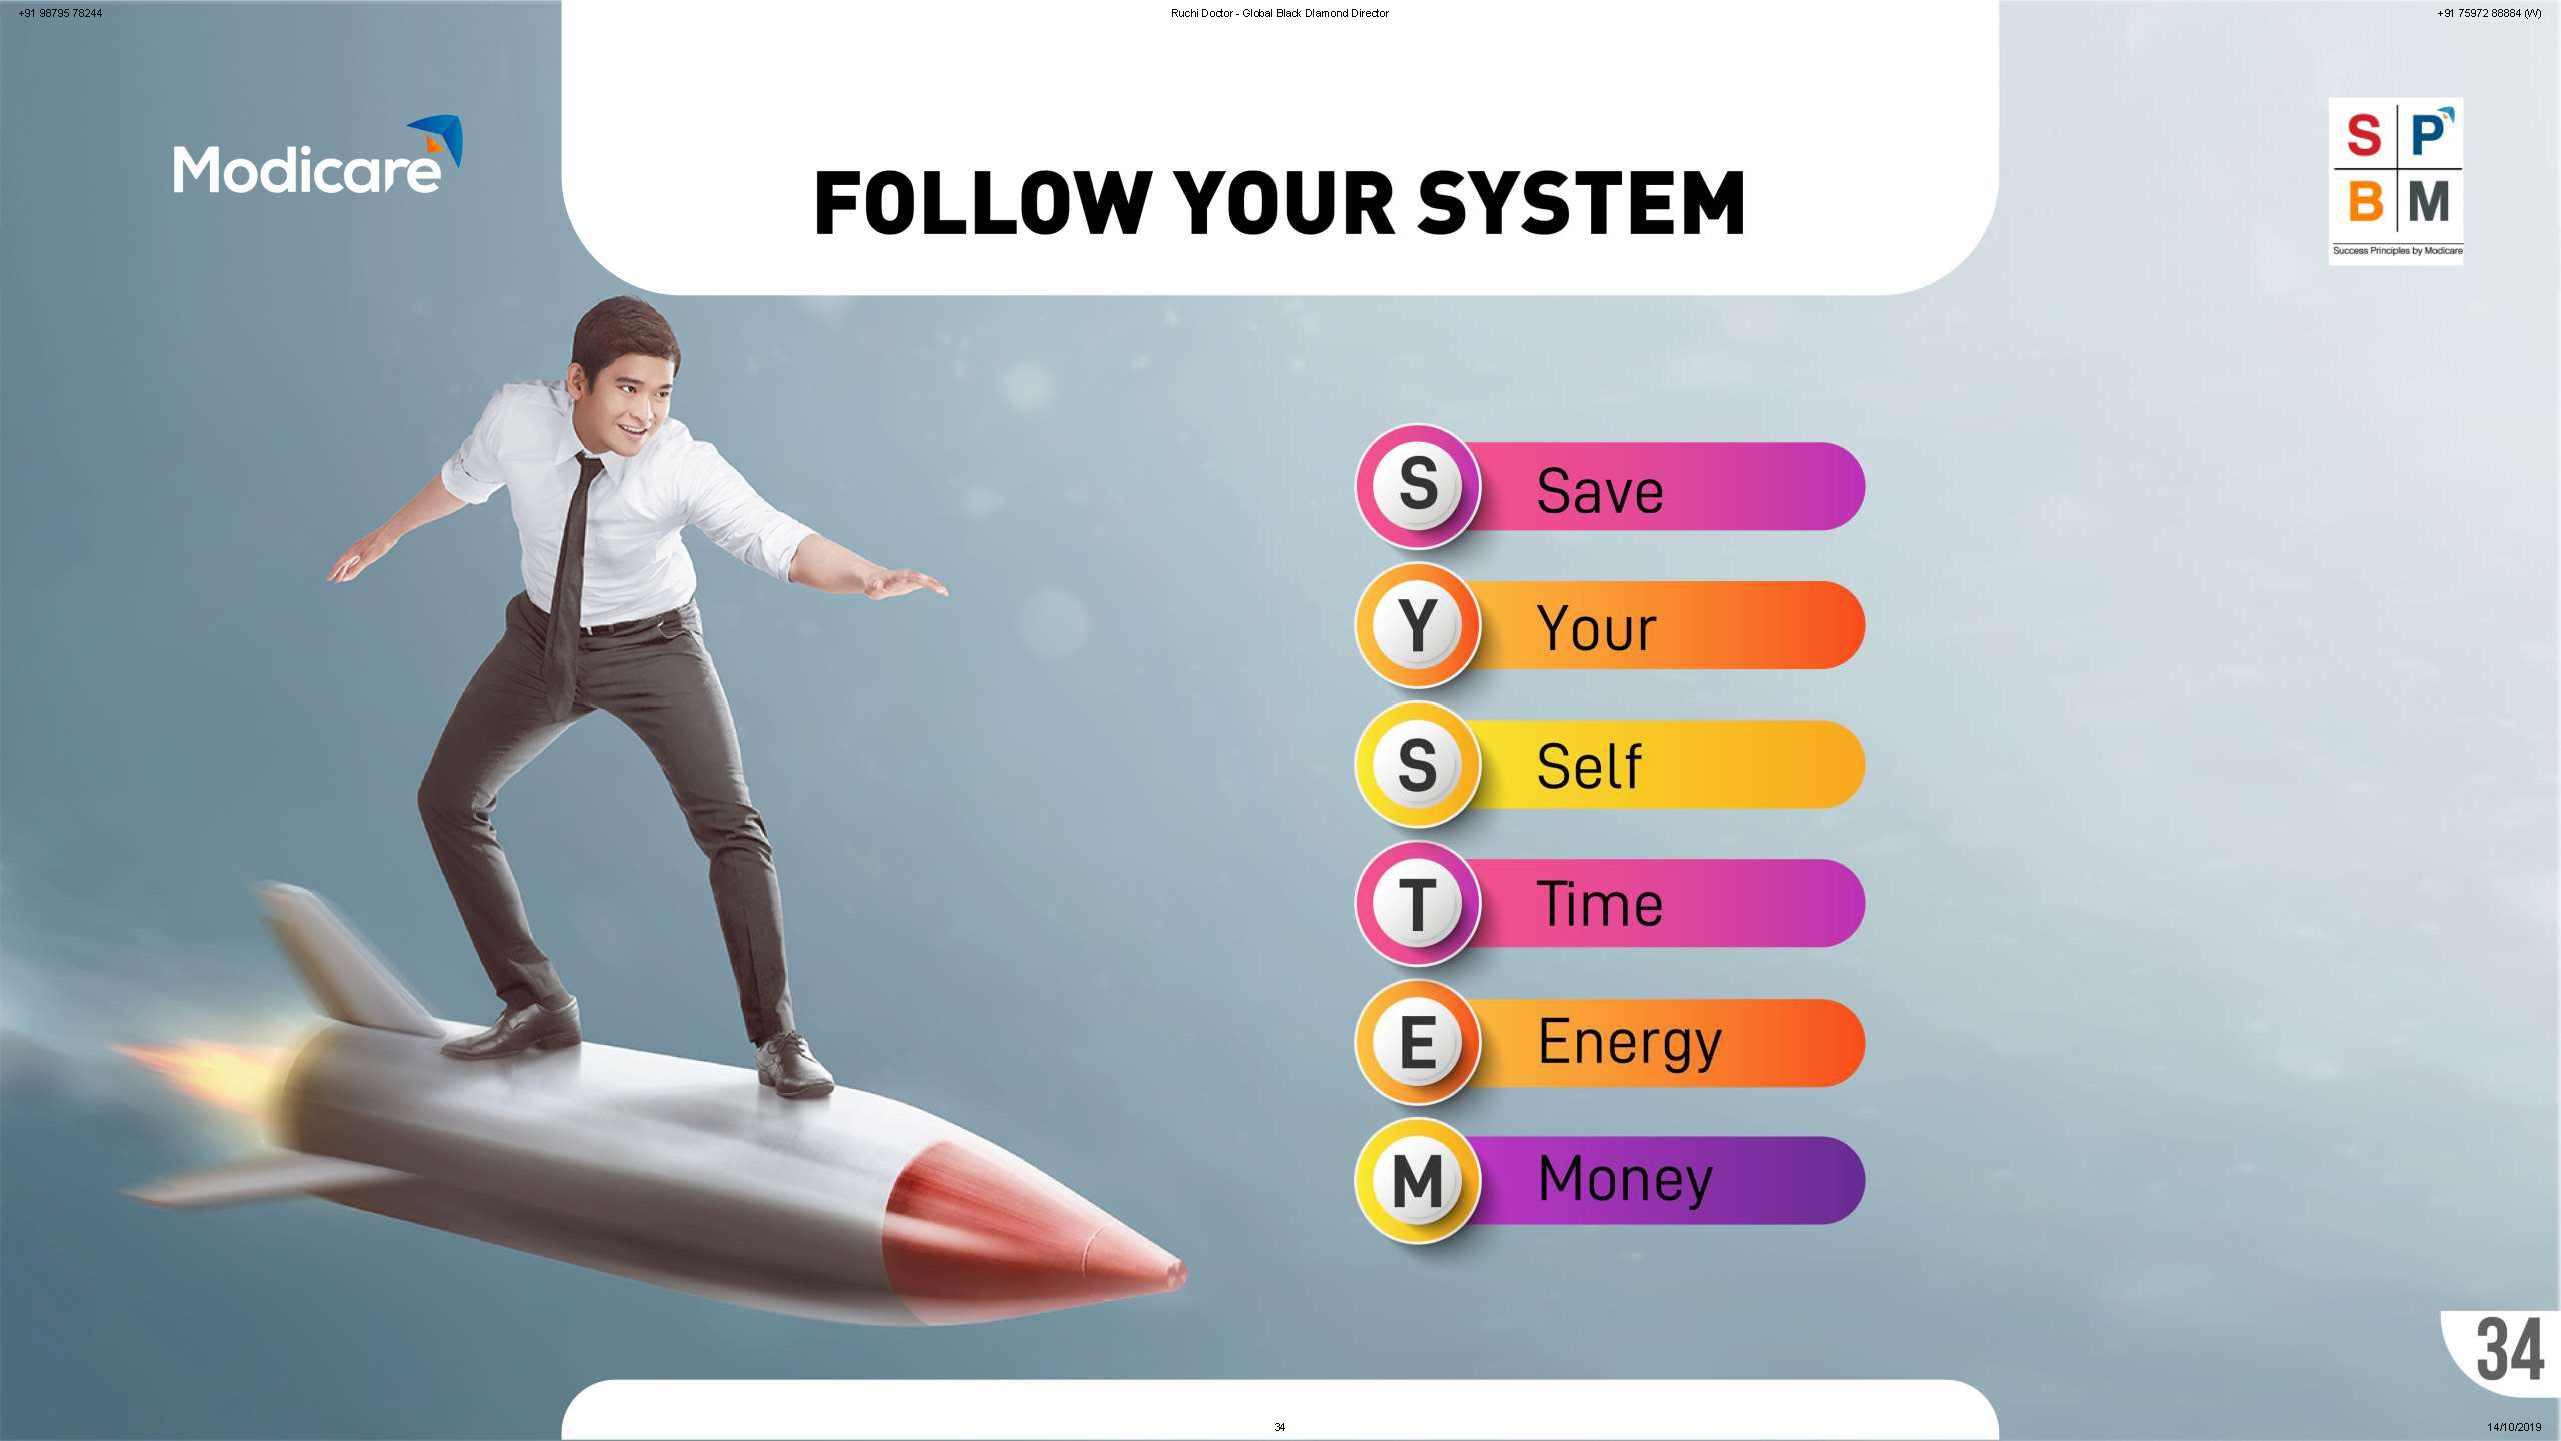 +91 98795 78244
Ruchi Doctor - Global Black DIamond Director
+91 75972 88884 (W)
Modicare
FOLLOW YOUR SYSTEM
S P
B M
Success Principles by Modicare
S Save
Y Your
S Self
T Time
E Energy
M Money
34
34
14/10/2019